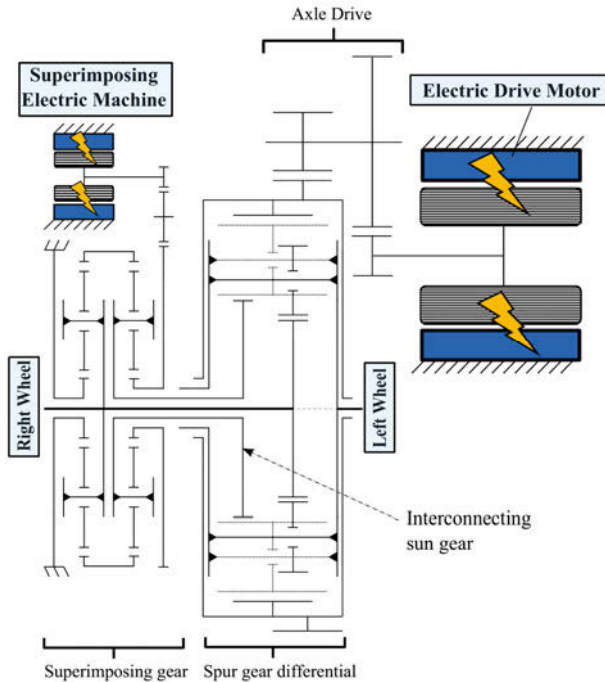 Axle Drive
Superimposing
Electric Machine
Electric Drive Motor
Right Wheel
Left Wheel
Interconnecting
sun gear
Superimposing gear
Spur gear differential